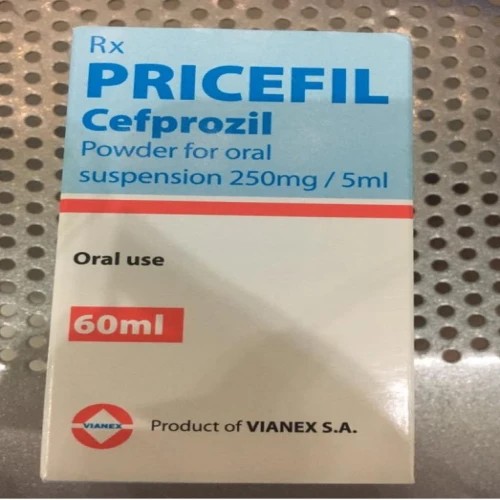 Rx
PRICEFIL
Cefprozil
Powder for oral
suspension 250mg / 5ml
Oral use
60ml
VIANEX
Product of VIANEX S.A.